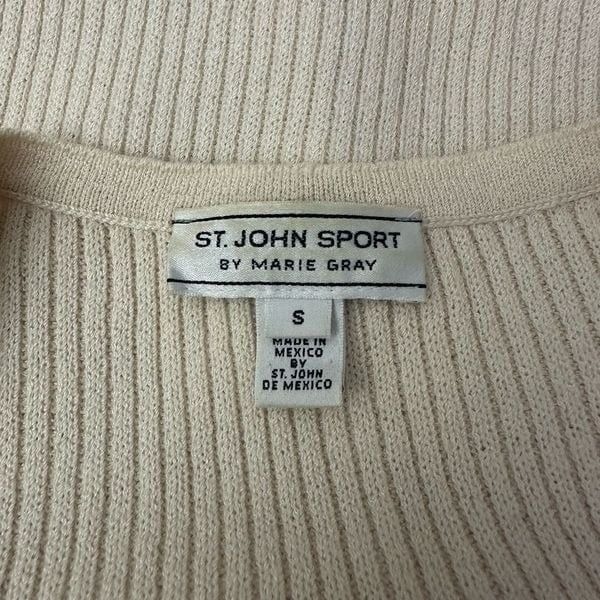 ST. JOHN SPORT
BY MARIE GRAY
S
MADE IN
MEXICO
BY
ST. JOHN
DE MEXICO